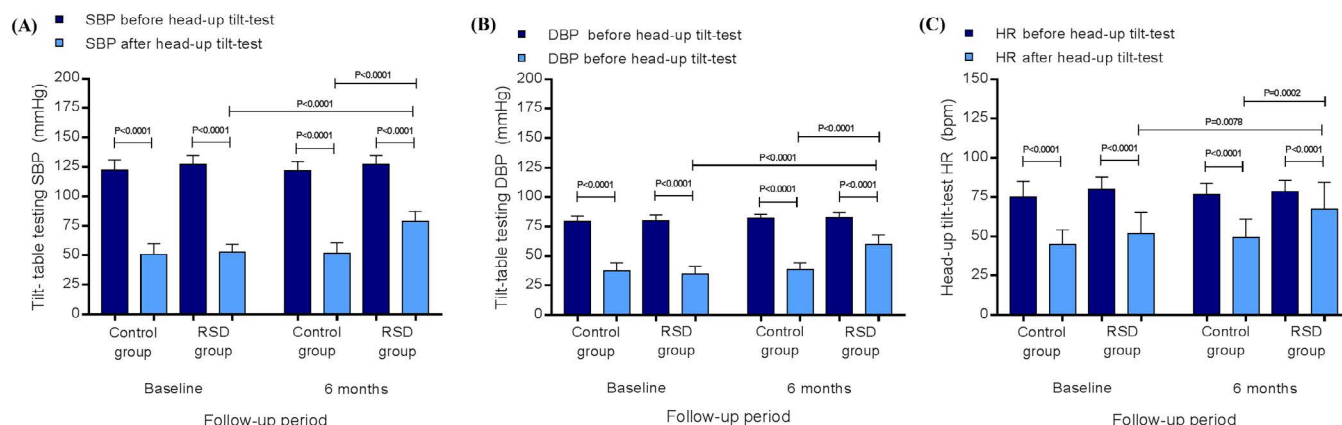 (A)
SBP before head-up tilt-test
SBP after head-up tilt-test
Tilt- table testing SBP (mmHg)
200
175
150
125
100
75
50
25
0
P<0.0001
P<0.0001
P<0.0001
P<0.0001
P<0.0001
P<0.0001
Control
group
RSD
group
Control
group
RSD
group
Baseline
6 months
Follow-up period
(B)
DBP before head-up tilt-test
DBP before head-up tilt-test
Tilt-table testing DBP (mmHg)
200
175
150
125
100
75
50
25
0
P<0.0001
P<0.0001
P<0.0001
P<0.0001
P<0.0001
P<0.0001
Control
group
RSD
group
Control
group
RSD
group
Baseline
6 months
Follow-up period
(C)
HR before head-up tilt-test
HR after head-up tilt-test
Head-up tilt-test HR (bpm)
150
125
100
75
50
25
0
P=0.0002
P=0.0078
P<0.0001
P<0.0001
P<0.0001
P<0.0001
Control
group
RSD
group
Control
group
RSD
group
Baseline
6 months
Follow-up period